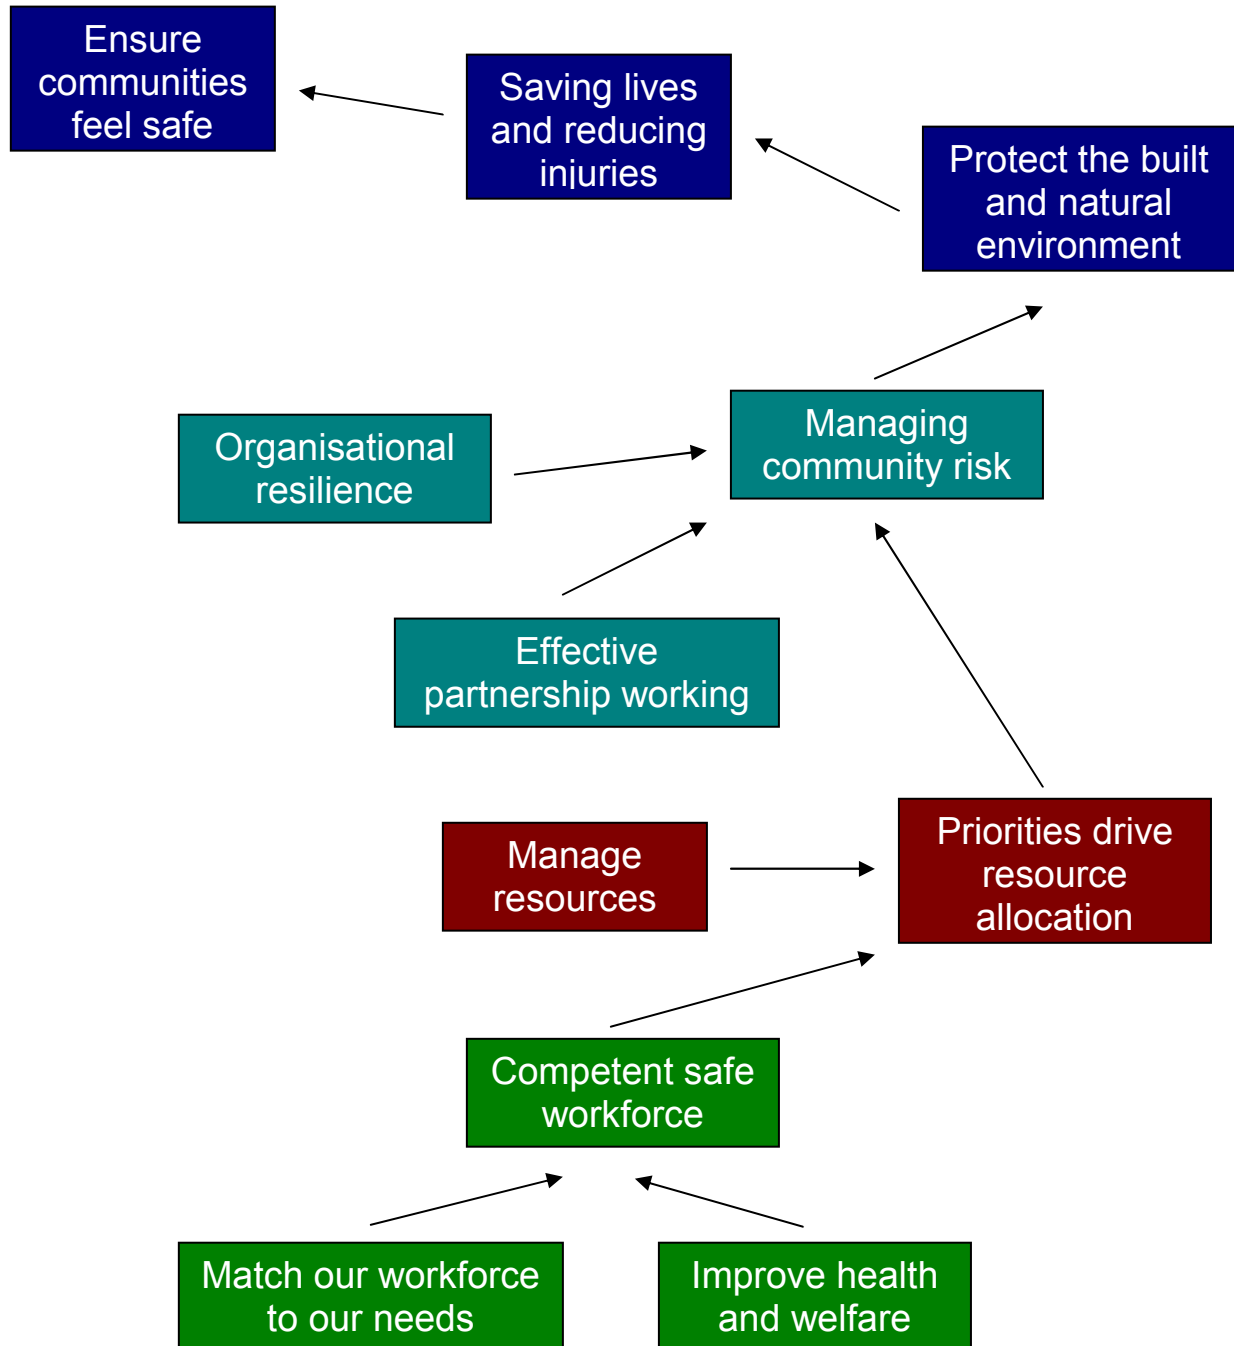 Ensure
communities
feel safe
Saving lives
and reducing
injuries
Protect the built
and natural
environment
Organisational
resilience
Managing
community risk
Effective
partnership working
Manage
resources
Priorities drive
resource
allocation
Competent safe
workforce
Match our workforce
to our needs
Improve health
and welfare